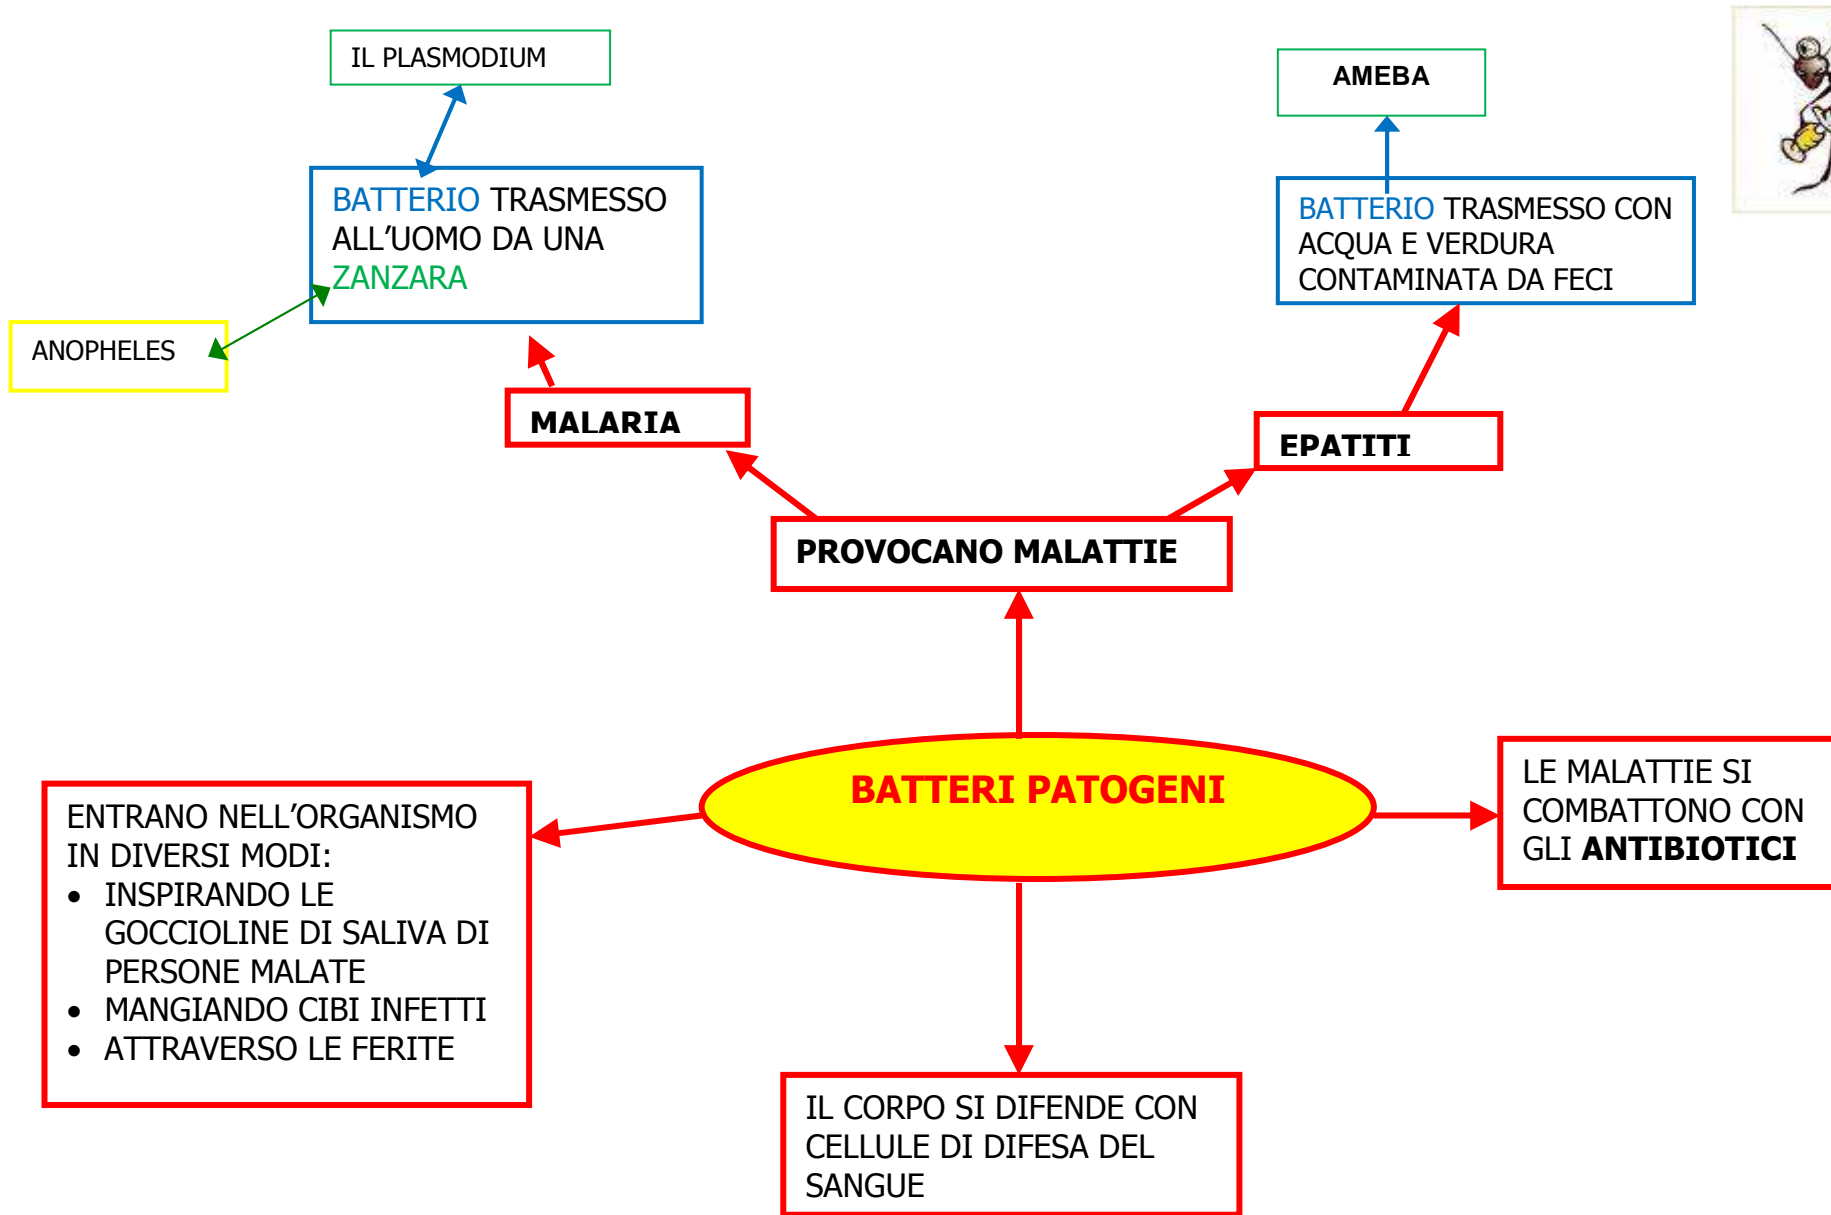 IL PLASMODIUM
AMEBA
BATTERIO TRASMESSO
ALL’UOMO DA UNA
ZANZARA
BATTERIO TRASMESSO CON
ACQUA E VERDURA
CONTAMINATA DA FECI
ANOPHELES
MALARIA
EPATITI
PROVOCANO MALATTIE
BATTERI PATOGENI
LE MALATTIE SI
COMBATTONO CON
GLI ANTIBIOTICI
ENTRANO NELL’ORGANISMO
IN DIVERSI MODI:
• INSPIRANDO LE
GOCCIOLINE DI SALIVA DI
PERSONE MALATE
• MANGIANDO CIBI INFETTI
• ATTRAVERSO LE FERITE
IL CORPO SI DIFENDE CON
CELLULE DI DIFESA DEL
SANGUE